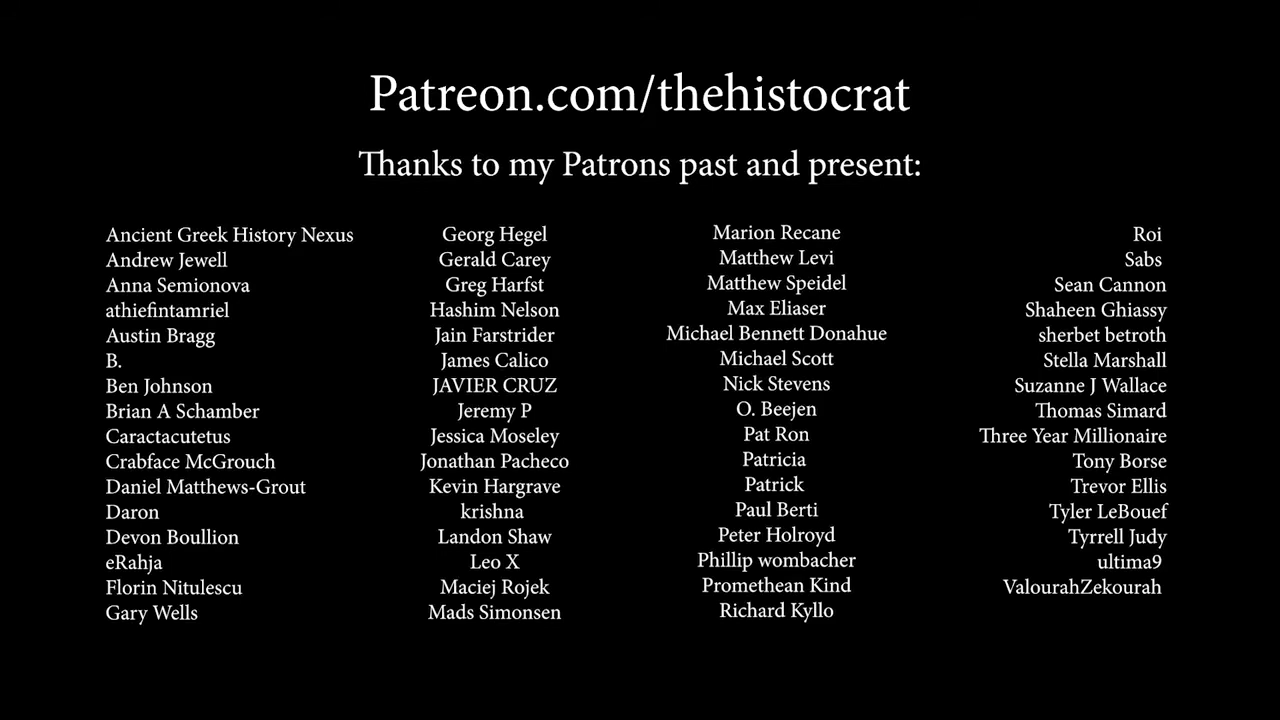 Patreon.com/thehistocrat
Thanks to my Patrons past and present:
Ancient Greek History Nexus
Andrew Jewell
Anna Semionova
athiefintamriel
Austin Bragg
B.
Ben Johnson
Brian A Schamber
Caractacutetus
Crabface McGrouch
Daniel Matthews-Grout
Daron
Devon Boullion
eRahja
Florin Nitulescu
Gary Wells
Georg Hegel
Gerald Carey
Greg Harfst
Hashim Nelson
Jain Farstrider
James Calico
JAVIER CRUZ
Jeremy P
Jessica Moseley
Jonathan Pacheco
Kevin Hargrave
krishna
Landon Shaw
Leo X
Maciej Rojek
Mads Simonsen
Marion Recane
Matthew Levi
Matthew Speidel
Max Eliaser
Michael Bennett Donahue
Michael Scott
Nick Stevens
O. Beejen
Pat Ron
Patricia
Patrick
Paul Berti
Peter Holroyd
Phillip wombacher
Promethean Kind
Richard Kyllo
Roi
Sabs
Sean Cannon
Shaheen Ghiassy
sherbet betroth
Stella Marshall
Suzanne J Wallace
Thomas Simard
Three Year Millionaire
Tony Borse
Trevor Ellis
Tyler LeBouef
Tyrrell Judy
ultima9
ValourahZekourah